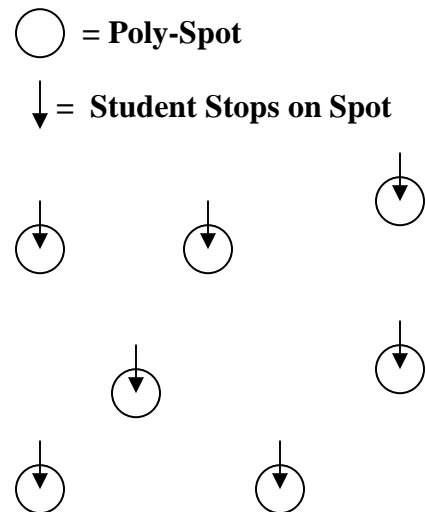 = Poly-Spot
= Student Stops on Spot